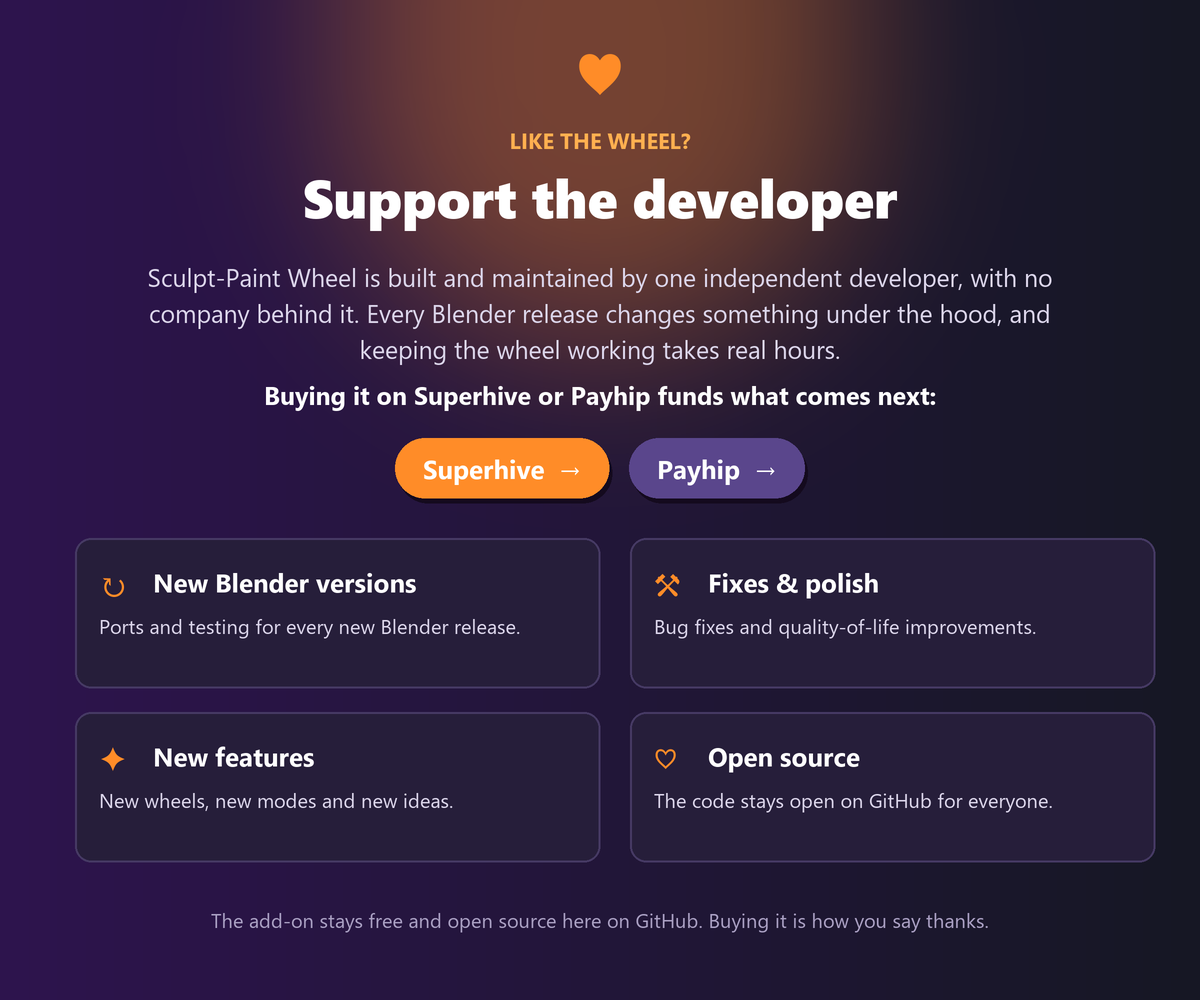 LIKE THE WHEEL?
Support the developer
Sculpt-Paint Wheel is built and maintained by one independent developer, with no
company behind it. Every Blender release changes something under the hood, and
keeping the wheel working takes real hours.
Buying it on Superhive or Payhip funds what comes next:
Superhive →
Payhip →
New Blender versions
Ports and testing for every new Blender release.
Fixes & polish
Bug fixes and quality-of-life improvements.
New features
New wheels, new modes and new ideas.
Open source
The code stays open on GitHub for everyone.
The add-on stays free and open source here on GitHub. Buying it is how you say thanks.